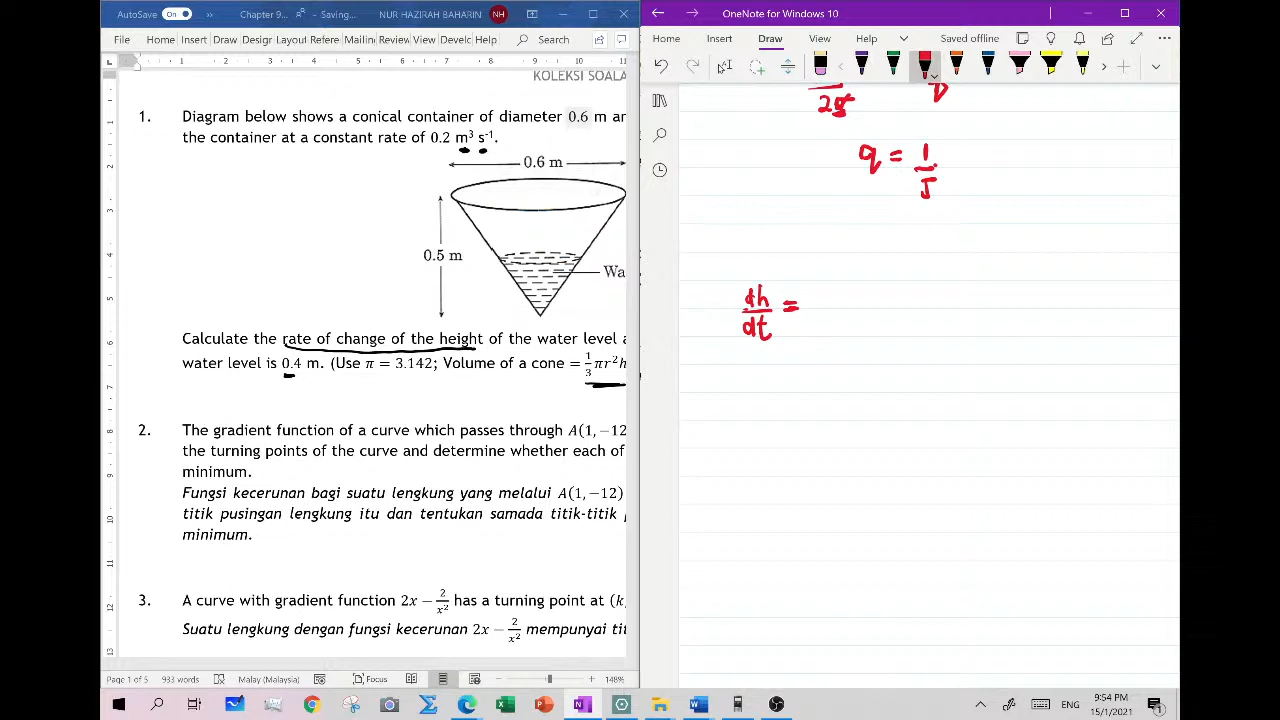 AutoSave On Chapter 9... - Saving... NUR HAZIRAH BAHARIN NH
File Home Insert Draw Design Layout Refere Mailin Review View Develo Help Search
KOLEKSI SOALA
1. Diagram below shows a conical container of diameter 0.6 m ar
the container at a constant rate of 0.2 m³ s⁻¹.
0.6 m
0.5 m
Wa
Calculate the rate of change of the height of the water level a
water level is 0.4 m. (Use π = 3.142; Volume of a cone = 1/3 πr²h
2. The gradient function of a curve which passes through A(1, −12
the turning points of the curve and determine whether each of
minimum.
Fungsi kecerunan bagi suatu lengkung yang melalui A(1, −12)
titik pusingan lengkung itu dan tentukan samada titik-titik
minimum.
3. A curve with gradient function 2x − 2/x² has a turning point at (k,
Suatu lengkung dengan fungsi kecerunan 2x − 2/x² mempunyai tit
Page 1 of 5 933 words Malay (Malaysia) Focus 148%
OneNote for Windows 10
Home Insert Draw View Help Saved offline
q = 1/5
dh/dt =
9:54 PM
15/1/2021